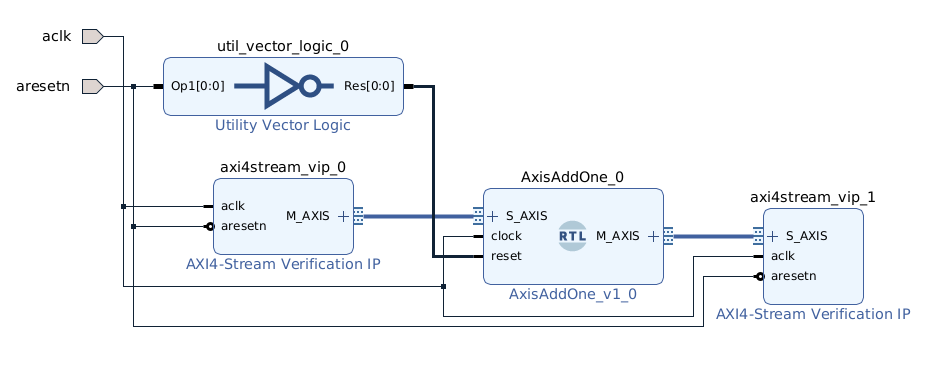 aclk
aresetn
util_vector_logic_0
Op1[0:0]
Res[0:0]
Utility Vector Logic
axi4stream_vip_0
aclk
aresetn
M_AXIS
AXI4-Stream Verification IP
AxisAddOne_0
S_AXIS
clock
reset
RTL
M_AXIS
AxisAddOne_v1_0
axi4stream_vip_1
S_AXIS
aclk
aresetn
AXI4-Stream Verification IP